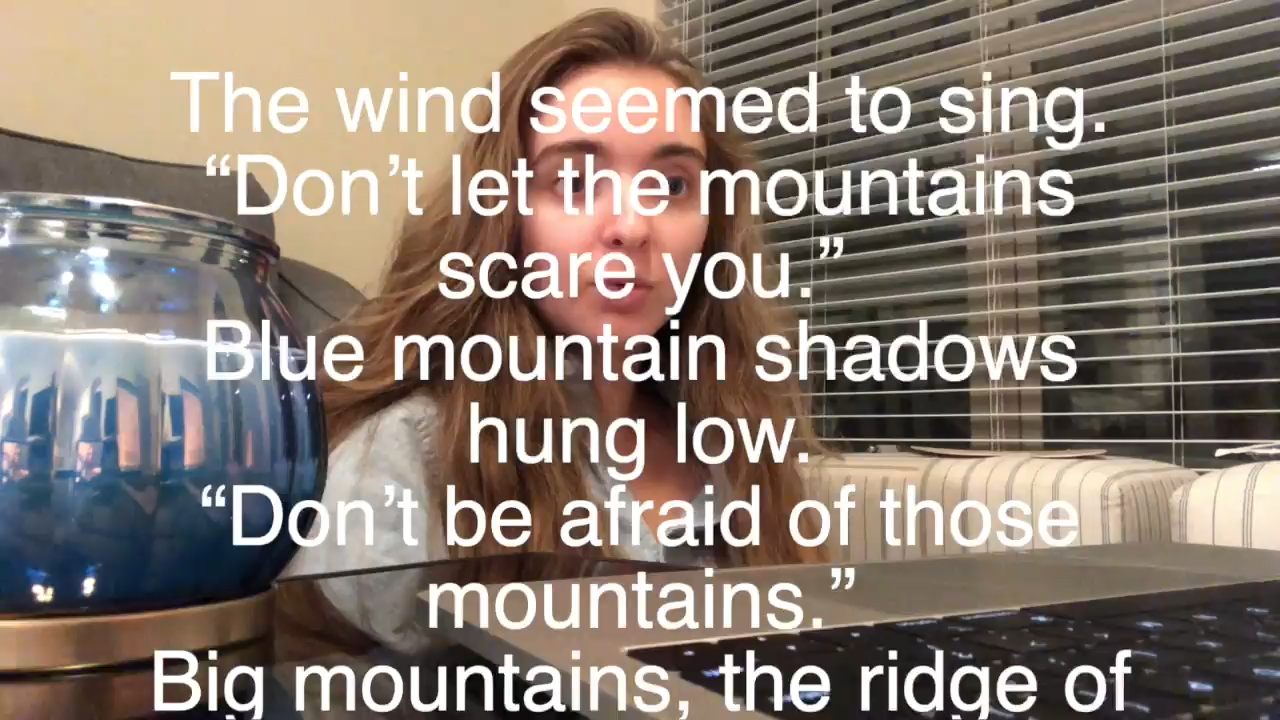 The wind seemed to sing.
“Don’t let the mountains
scare you.”
Blue mountain shadows
hung low.
“Don’t be afraid of those
mountains.”
Big mountains, the ridge of